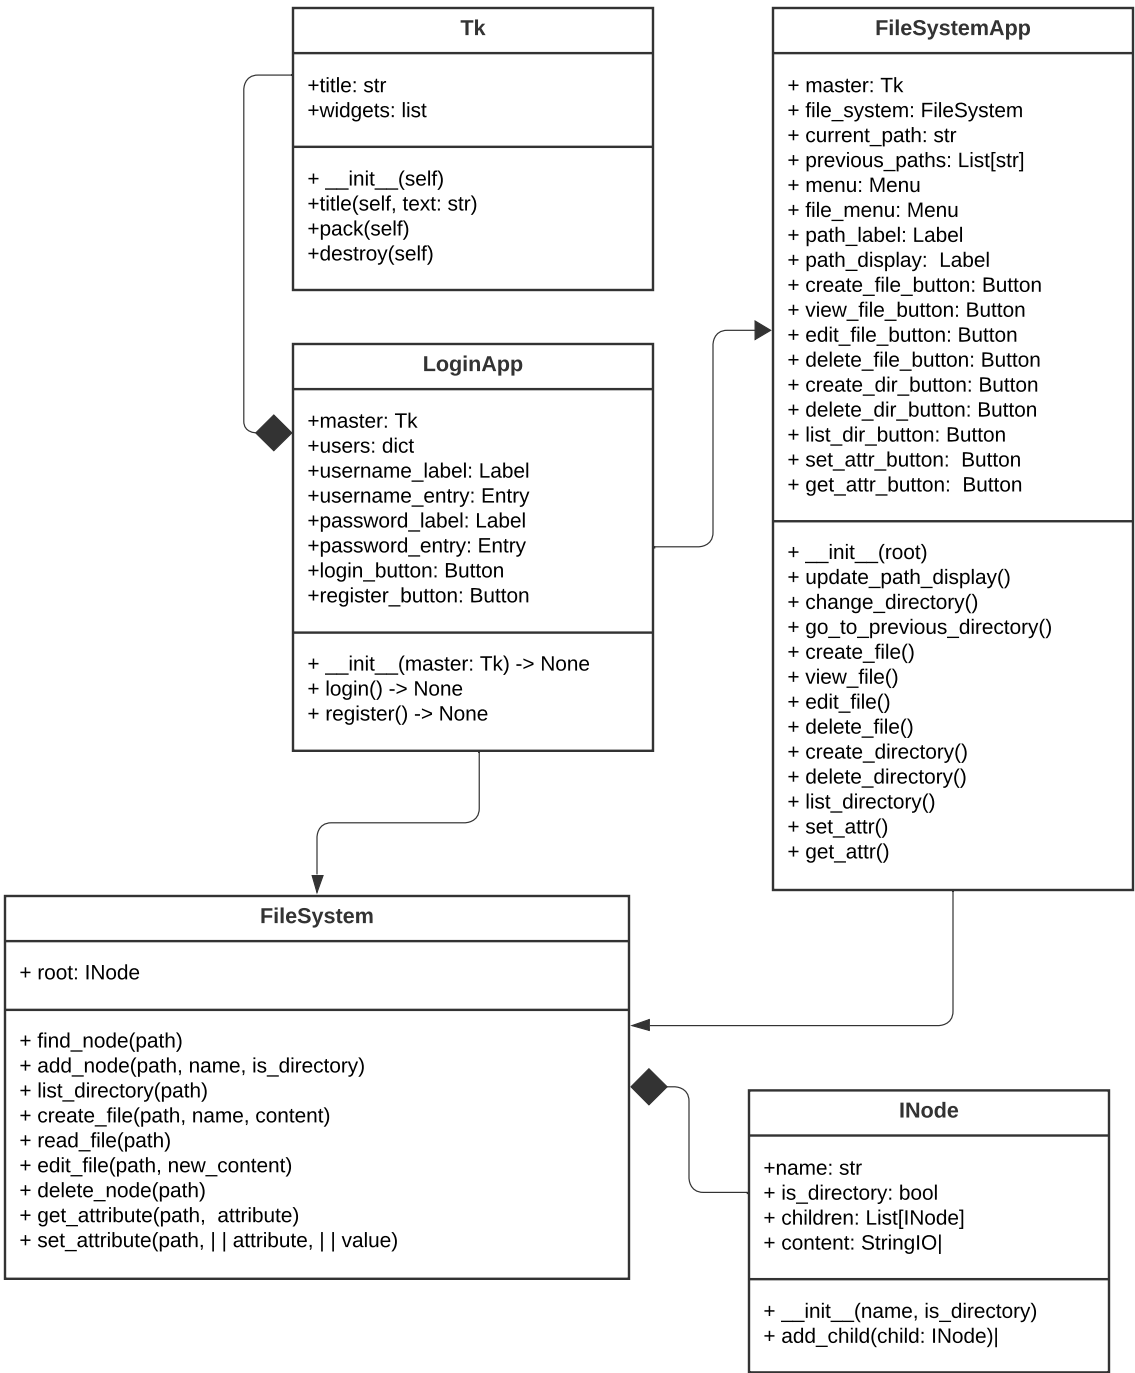 Tk
+title: str
+widgets: list
+ __init__(self)
+title(self, text: str)
+pack(self)
+destroy(self)
FileSystemApp
+ master: Tk
+ file_system: FileSystem
+ current_path: str
+ previous_paths: List[str]
+ menu: Menu
+ file_menu: Menu
+ path_label: Label
+ path_display:  Label
+ create_file_button: Button
+ view_file_button: Button
+ edit_file_button: Button
+ delete_file_button: Button
+ create_dir_button: Button
+ delete_dir_button: Button
+ list_dir_button: Button
+ set_attr_button:  Button
+ get_attr_button:  Button
+ __init__(root)
+ update_path_display()
+ change_directory()
+ go_to_previous_directory()
+ create_file()
+ view_file()
+ edit_file()
+ delete_file()
+ create_directory()
+ delete_directory()
+ list_directory()
+ set_attr()
+ get_attr()
LoginApp
+master: Tk
+users: dict
+username_label: Label
+username_entry: Entry
+password_label: Label
+password_entry: Entry
+login_button: Button
+register_button: Button
+ __init__(master: Tk) -> None
+ login() -> None
+ register() -> None
FileSystem
+ root: INode
+ find_node(path)
+ add_node(path, name, is_directory)
+ list_directory(path)
+ create_file(path, name, content)
+ read_file(path)
+ edit_file(path, new_content)
+ delete_node(path)
+ get_attribute(path,  attribute)
+ set_attribute(path, | | attribute, | | value)
INode
+name: str
+ is_directory: bool
+ children: List[INode]
+ content: StringIO|
+ __init__(name, is_directory)
+ add_child(child: INode)|